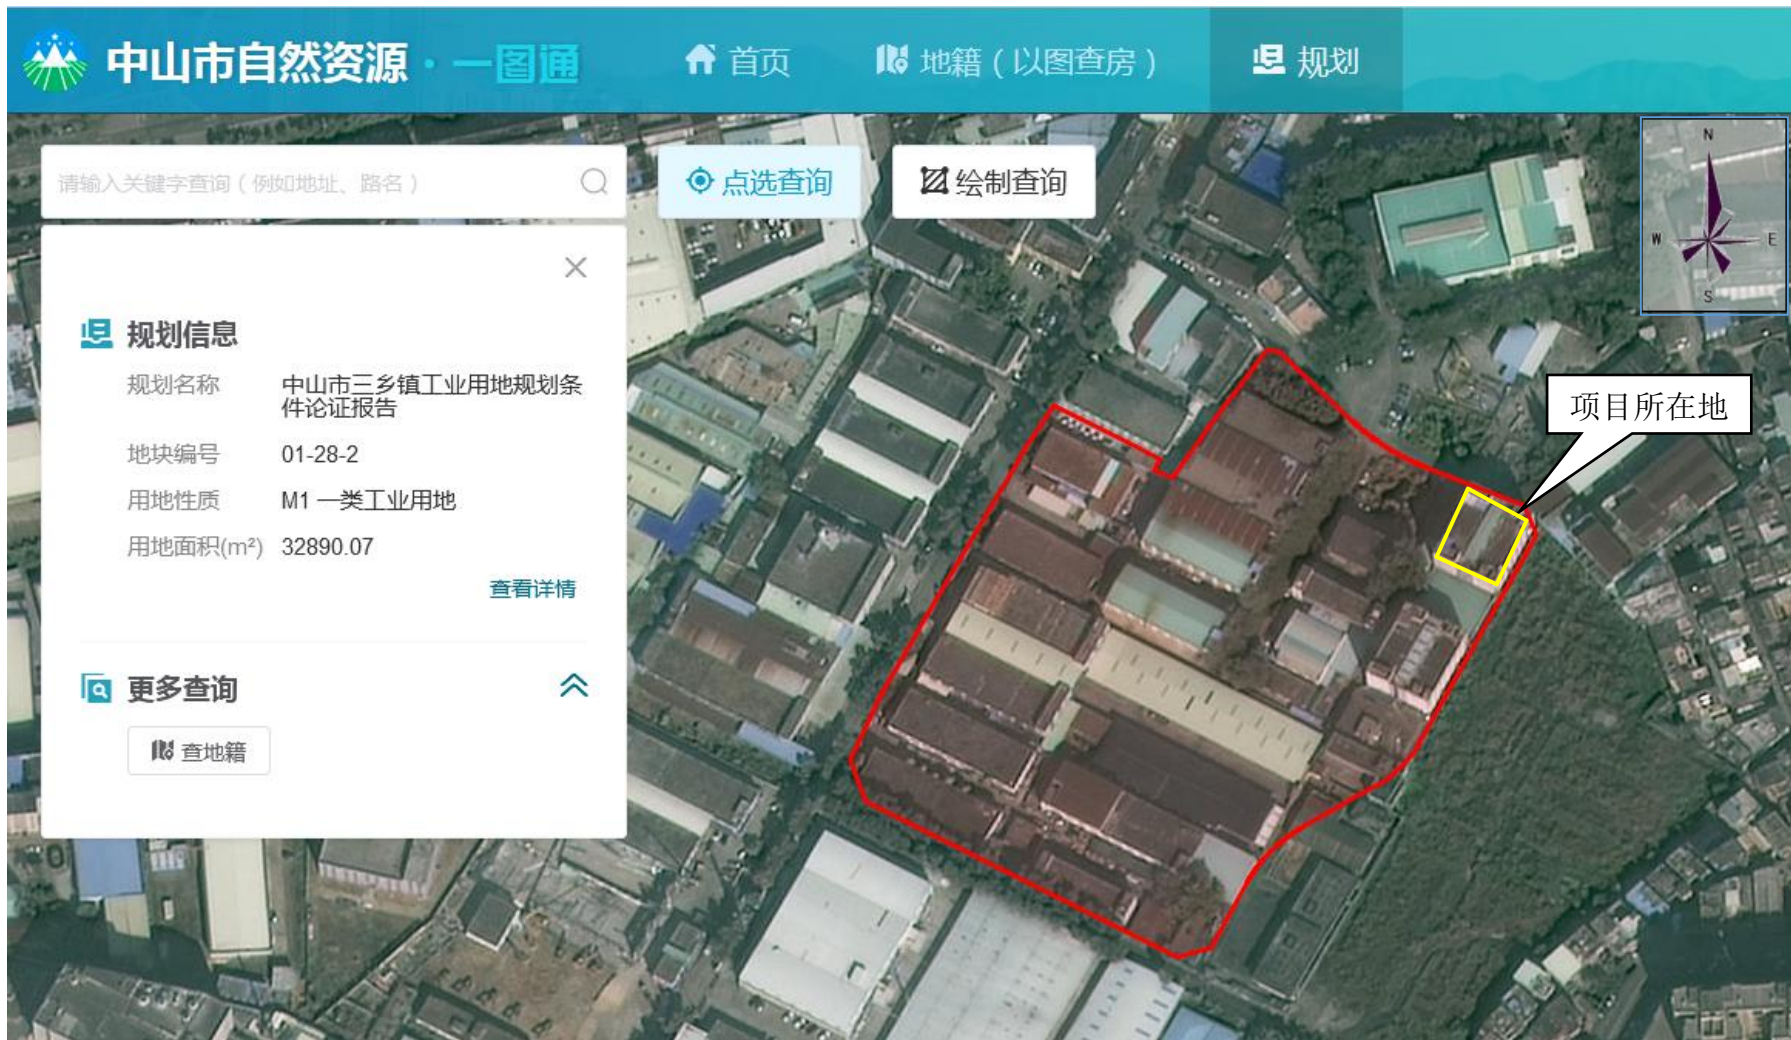 中山市自然资源·一图通
首页
地籍（以图查房）
规划
请输入关键字查询（例如地址、路名）
点选查询
绘制查询
N
W
E
S
规划信息
规划名称
中山市三乡镇工业用地规划条
件论证报告
地块编号
01-28-2
用地性质
M1 一类工业用地
用地面积(m²)
32890.07
查看详情
更多查询
查地籍
项目所在地